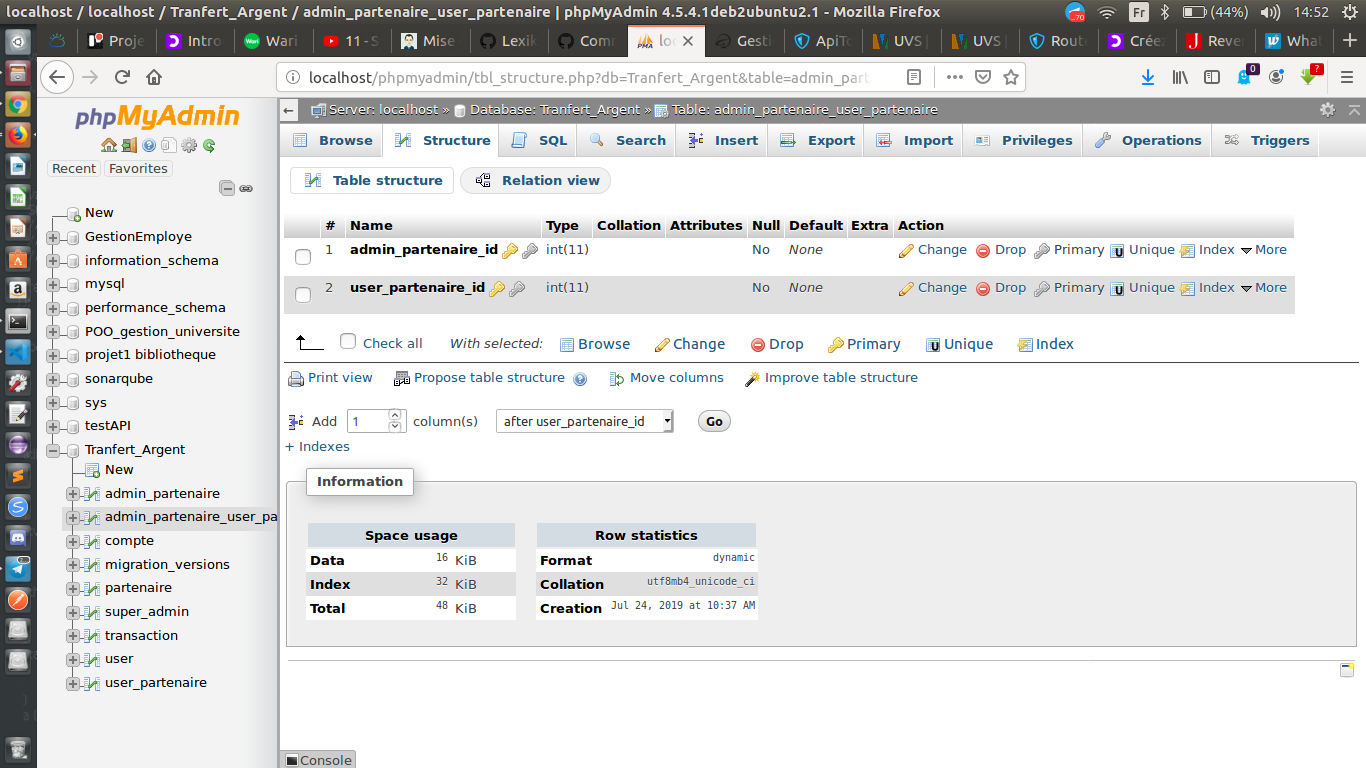 localhost / localhost / Tranfert_Argent / admin_partenaire_user_partenaire | phpMyAdmin 4.5.4.1deb2ubuntu2.1 - Mozilla Firefox
70 Fr (44%) 14:52
Proje Intro Wari 11 - S Mise Lexik Com PMA loc Gesti ApiTo UVS | UVS | Route Créez Rever What
localhost/phpmyadmin/tbl_structure.php?db=Tranfert_Argent&table=admin_part 0 ?
phpMyAdmin
Recent Favorites
New
GestionEmploye
information_schema
mysql
performance_schema
POO_gestion_universite
projet1 bibliotheque
sonarqube
sys
testAPI
Tranfert_Argent
New
admin_partenaire
admin_partenaire_user_pa
compte
migration_versions
partenaire
super_admin
transaction
user
user_partenaire
Server: localhost » Database: Tranfert_Argent » Table: admin_partenaire_user_partenaire
Browse Structure SQL Search Insert Export Import Privileges Operations Triggers
Table structure Relation view
# Name Type Collation Attributes Null Default Extra Action
1 admin_partenaire_id int(11) No None Change Drop Primary Unique Index More
2 user_partenaire_id int(11) No None Change Drop Primary Unique Index More
Check all With selected: Browse Change Drop Primary Unique Index
Print view Propose table structure Move columns Improve table structure
Add 1 column(s) after user_partenaire_id Go
+ Indexes
Information
Space usage
Data 16 KiB
Index 32 KiB
Total 48 KiB
Row statistics
Format dynamic
Collation utf8mb4_unicode_ci
Creation Jul 24, 2019 at 10:37 AM
Console